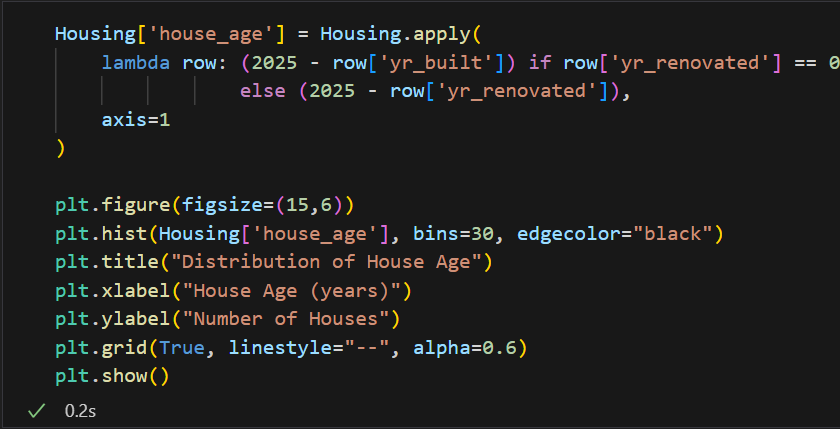 Housing['house_age'] = Housing.apply(
    lambda row: (2025 - row['yr_built']) if row['yr_renovated'] == 0
                else (2025 - row['yr_renovated']),
    axis=1
)

plt.figure(figsize=(15,6))
plt.hist(Housing['house_age'], bins=30, edgecolor="black")
plt.title("Distribution of House Age")
plt.xlabel("House Age (years)")
plt.ylabel("Number of Houses")
plt.grid(True, linestyle="--", alpha=0.6)
plt.show()
0.2s